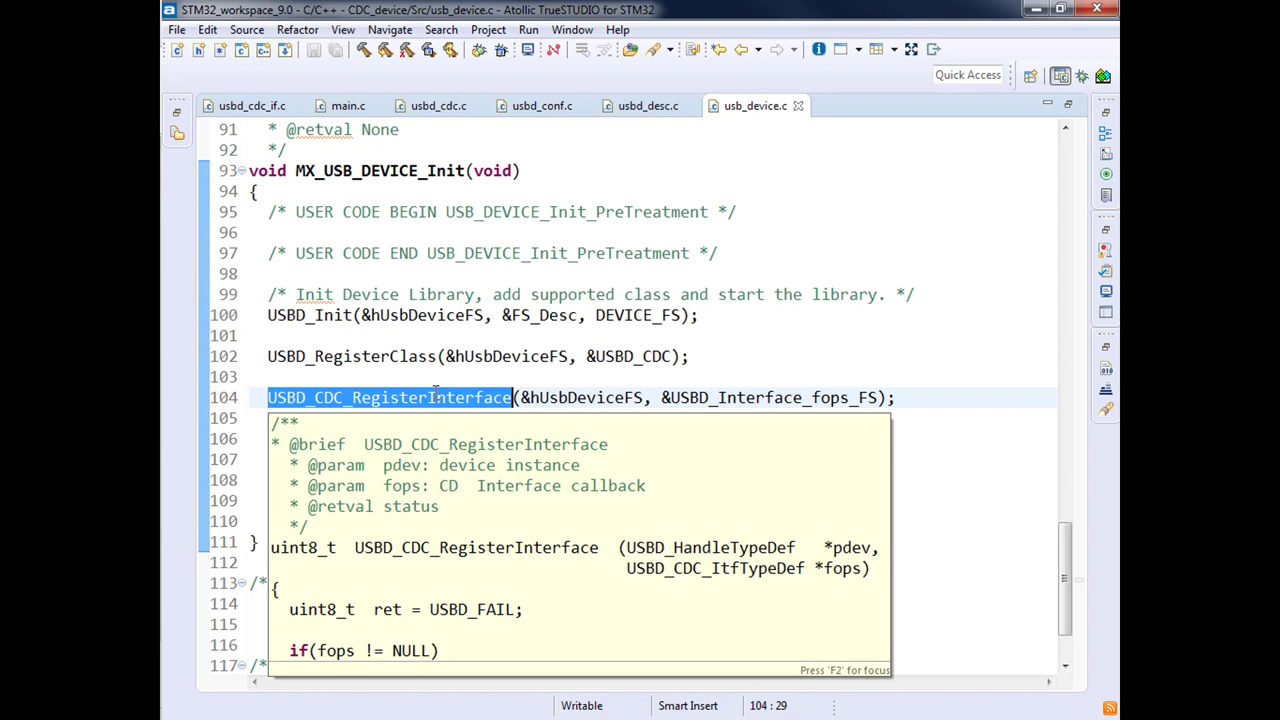 STM32_workspace_9.0 - C/C++ - CDC_device/Src/usb_device.c - Atollic TrueSTUDIO for STM32
File Edit Source Refactor View Navigate Search Project Run Window Help
Quick Access
usbd_cdc_if.c main.c usbd_cdc.c usbd_conf.c usbd_desc.c usb_device.c
91 * @retval None
92 */
93 void MX_USB_DEVICE_Init(void)
94 {
95 /* USER CODE BEGIN USB_DEVICE_Init_PreTreatment */
96
97 /* USER CODE END USB_DEVICE_Init_PreTreatment */
98
99 /* Init Device Library, add supported class and start the library. */
100 USBD_Init(&hUsbDeviceFS, &FS_Desc, DEVICE_FS);
101
102 USBD_RegisterClass(&hUsbDeviceFS, &USBD_CDC);
103
104 USBD_CDC_RegisterInterface(&hUsbDeviceFS, &USBD_Interface_fops_FS);
105 /**
106 * @brief USBD_CDC_RegisterInterface
107 * @param pdev: device instance
108 * @param fops: CD Interface callback
109 * @retval status
110 */
111 } uint8_t USBD_CDC_RegisterInterface (USBD_HandleTypeDef *pdev,
112 USBD_CDC_ItfTypeDef *fops)
113 /* {
114 uint8_t ret = USBD_FAIL;
115
116 if(fops != NULL)
117 /* Press 'F2' for focus
Writable Smart Insert 104 : 29